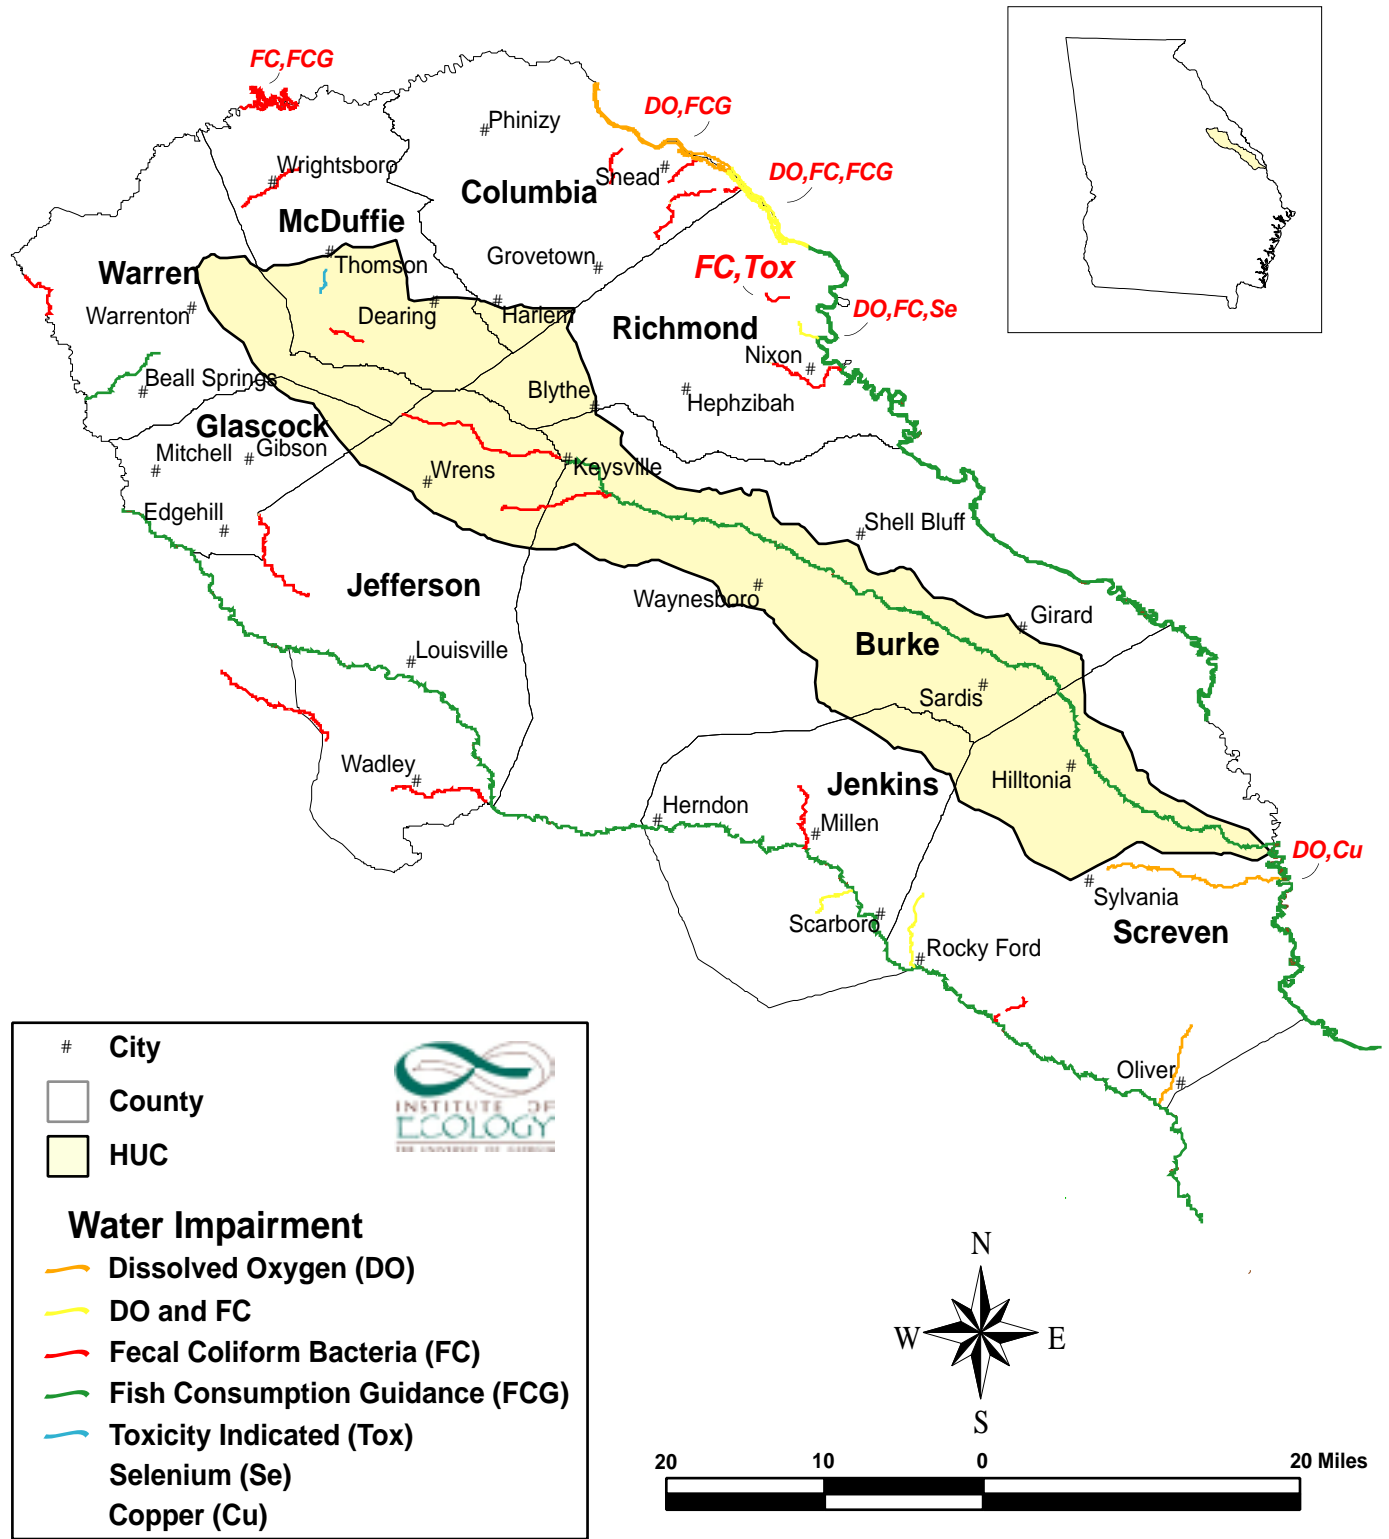 FC,FCG
DO,FCG
Phinizy
DO,FC,FCG
Wrightsboro
Snead
Columbia
McDuffie
Grovetown
FC,Tox
Warren
Thomson
Warrenton
Dearing
Harlem
DO,FC,Se
Richmond
Nixon
Beall Springs
Blythe
Hephzibah
Glascock
Mitchell
Gibson
Wrens
Keysville
Edgehill
Shell Bluff
Jefferson
Waynesboro
Girard
Burke
Louisville
Sardis
Wadley
Jenkins
Hilltonia
Herndon
Millen
DO,Cu
Sylvania
Scarboro
Screven
Rocky Ford
Oliver
# City
County
HUC
INSTITUTE OF
ECOLOGY
THE UNIVERSITY OF GEORGIA
Water Impairment
Dissolved Oxygen (DO)
DO and FC
Fecal Coliform Bacteria (FC)
Fish Consumption Guidance (FCG)
Toxicity Indicated (Tox)
Selenium (Se)
Copper (Cu)
N
W E
S
20 10 0 20 Miles